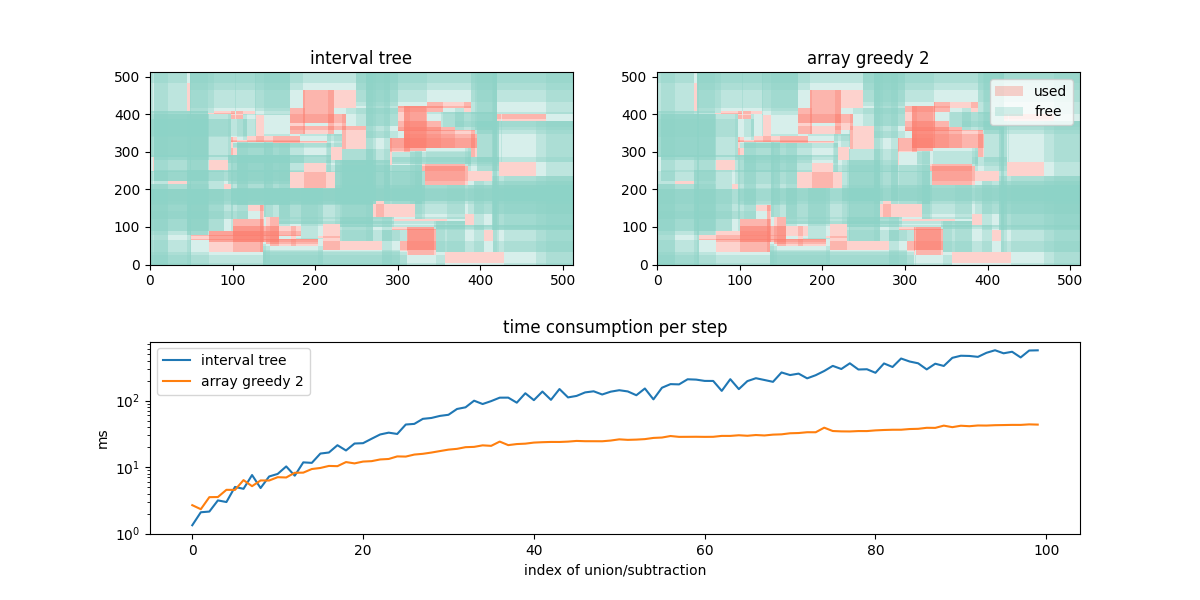 interval tree
500
400
300
200
100
0
0 100 200 300 400 500
array greedy 2
used
free
500
400
300
200
100
0
0 100 200 300 400 500
time consumption per step
interval tree
array greedy 2
ms
10²
10¹
10⁰
0 20 40 60 80 100
index of union/subtraction